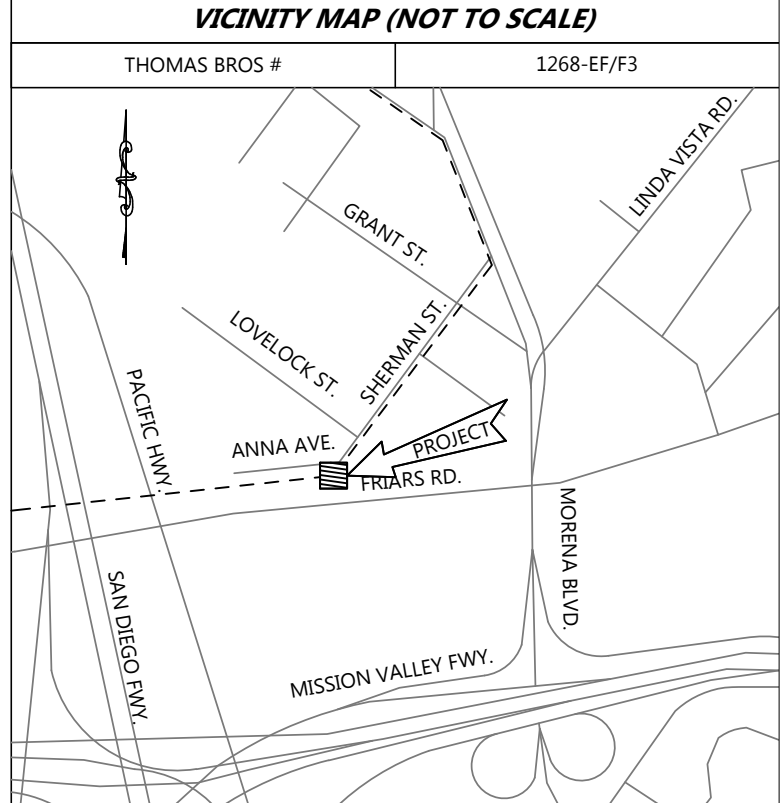 VICINITY MAP (NOT TO SCALE)
THOMAS BROS #
1268-EF/F3
LINDA VISTA RD.
GRANT ST.
SHERMAN ST.
LOVELOCK ST.
PACIFIC HWY.
ANNA AVE.
PROJECT
FRIARS RD.
MORENA BLVD.
SAN DIEGO FWY.
MISSION VALLEY FWY.